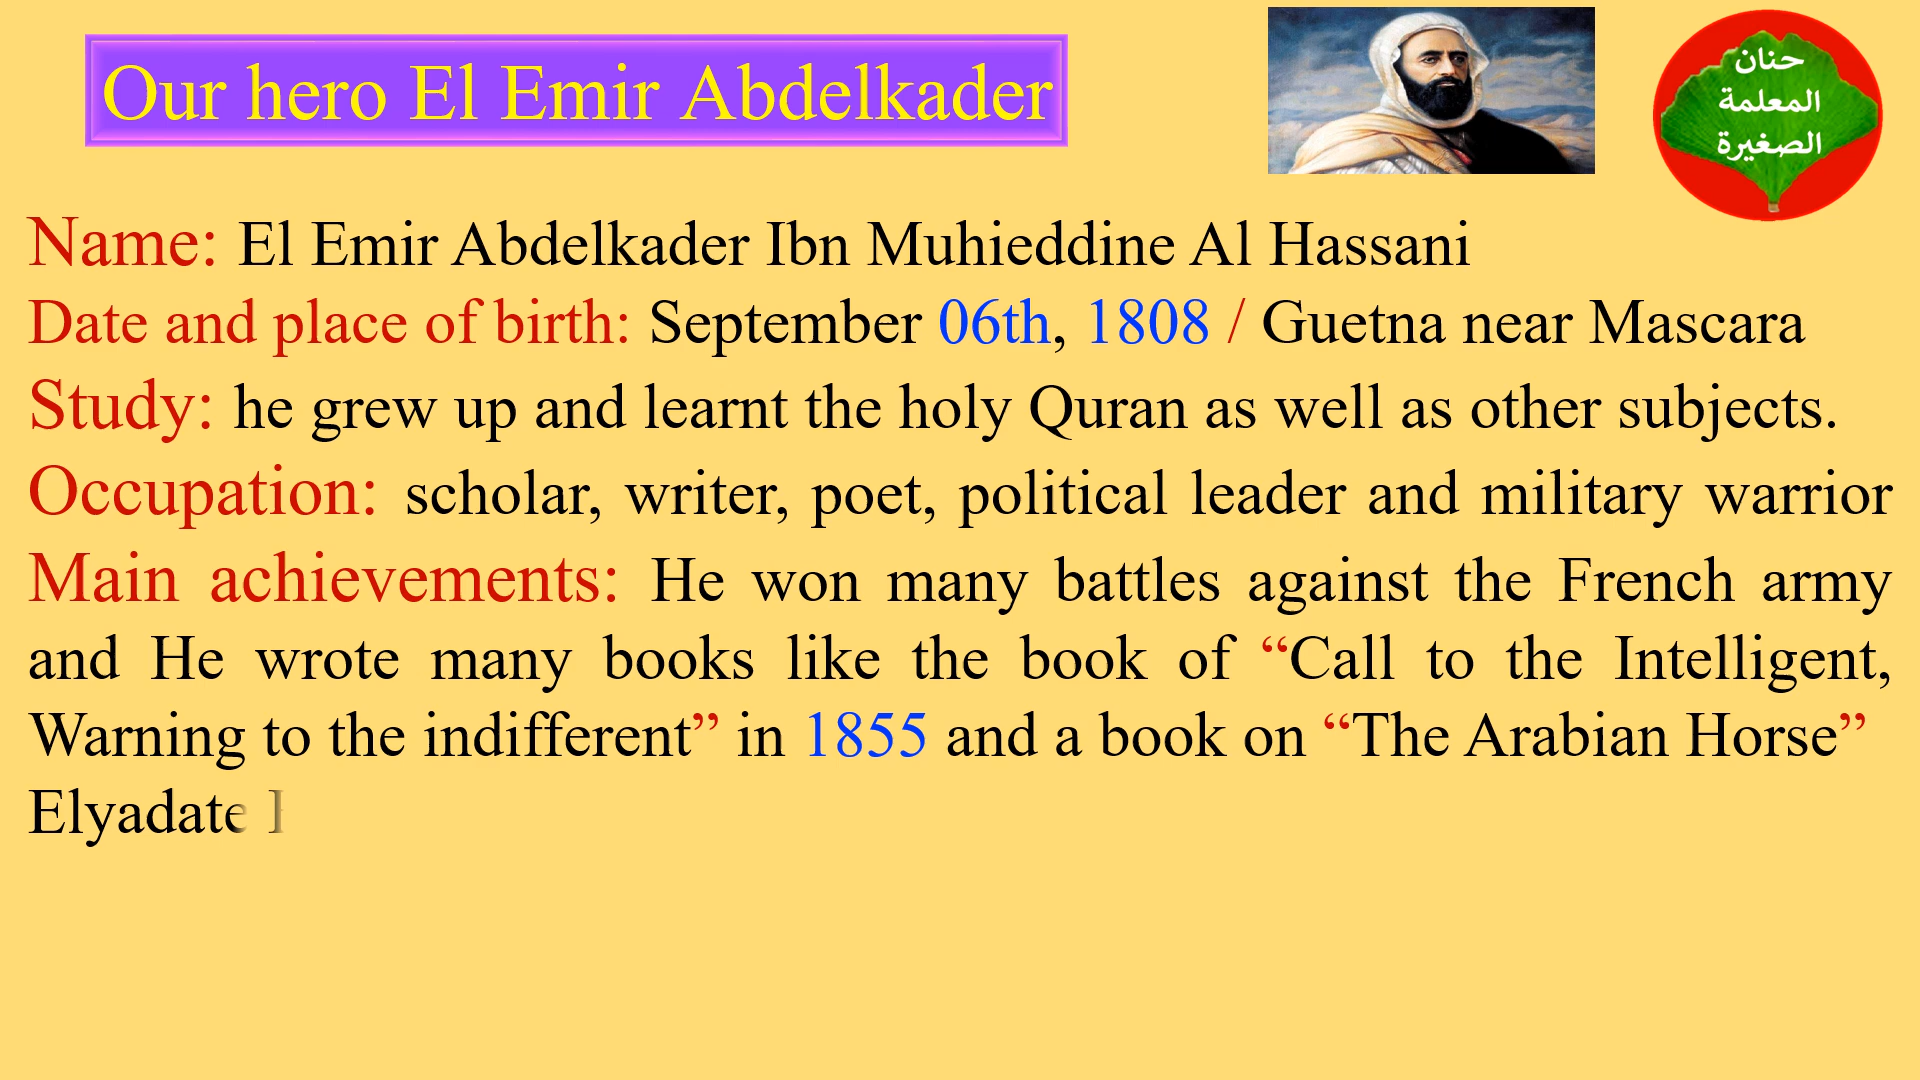 Our hero El Emir Abdelkader
حنان
المعلمة
الصغيرة
Name: El Emir Abdelkader Ibn Muhieddine Al Hassani
Date and place of birth: September 06th, 1808 / Guetna near Mascara
Study: he grew up and learnt the holy Quran as well as other subjects.
Occupation: scholar, writer, poet, political leader and military warrior
Main achievements: He won many battles against the French army
and He wrote many books like the book of “Call to the Intelligent,
Warning to the indifferent” in 1855 and a book on “The Arabian Horse”
Elyadate